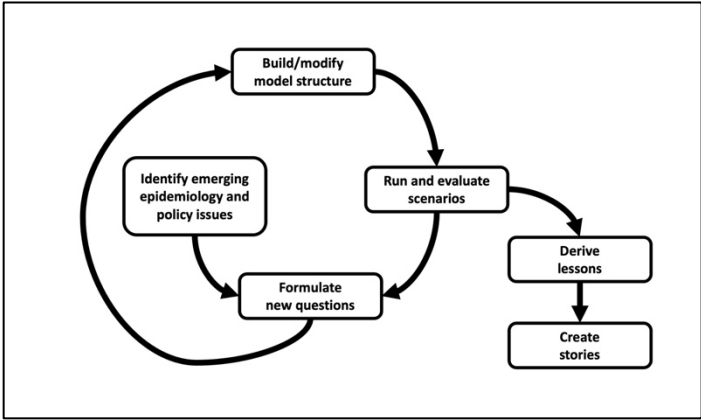 Build/modify
model structure
Identify emerging
epidemiology and
policy issues
Run and evaluate
scenarios
Formulate
new questions
Derive
lessons
Create
stories